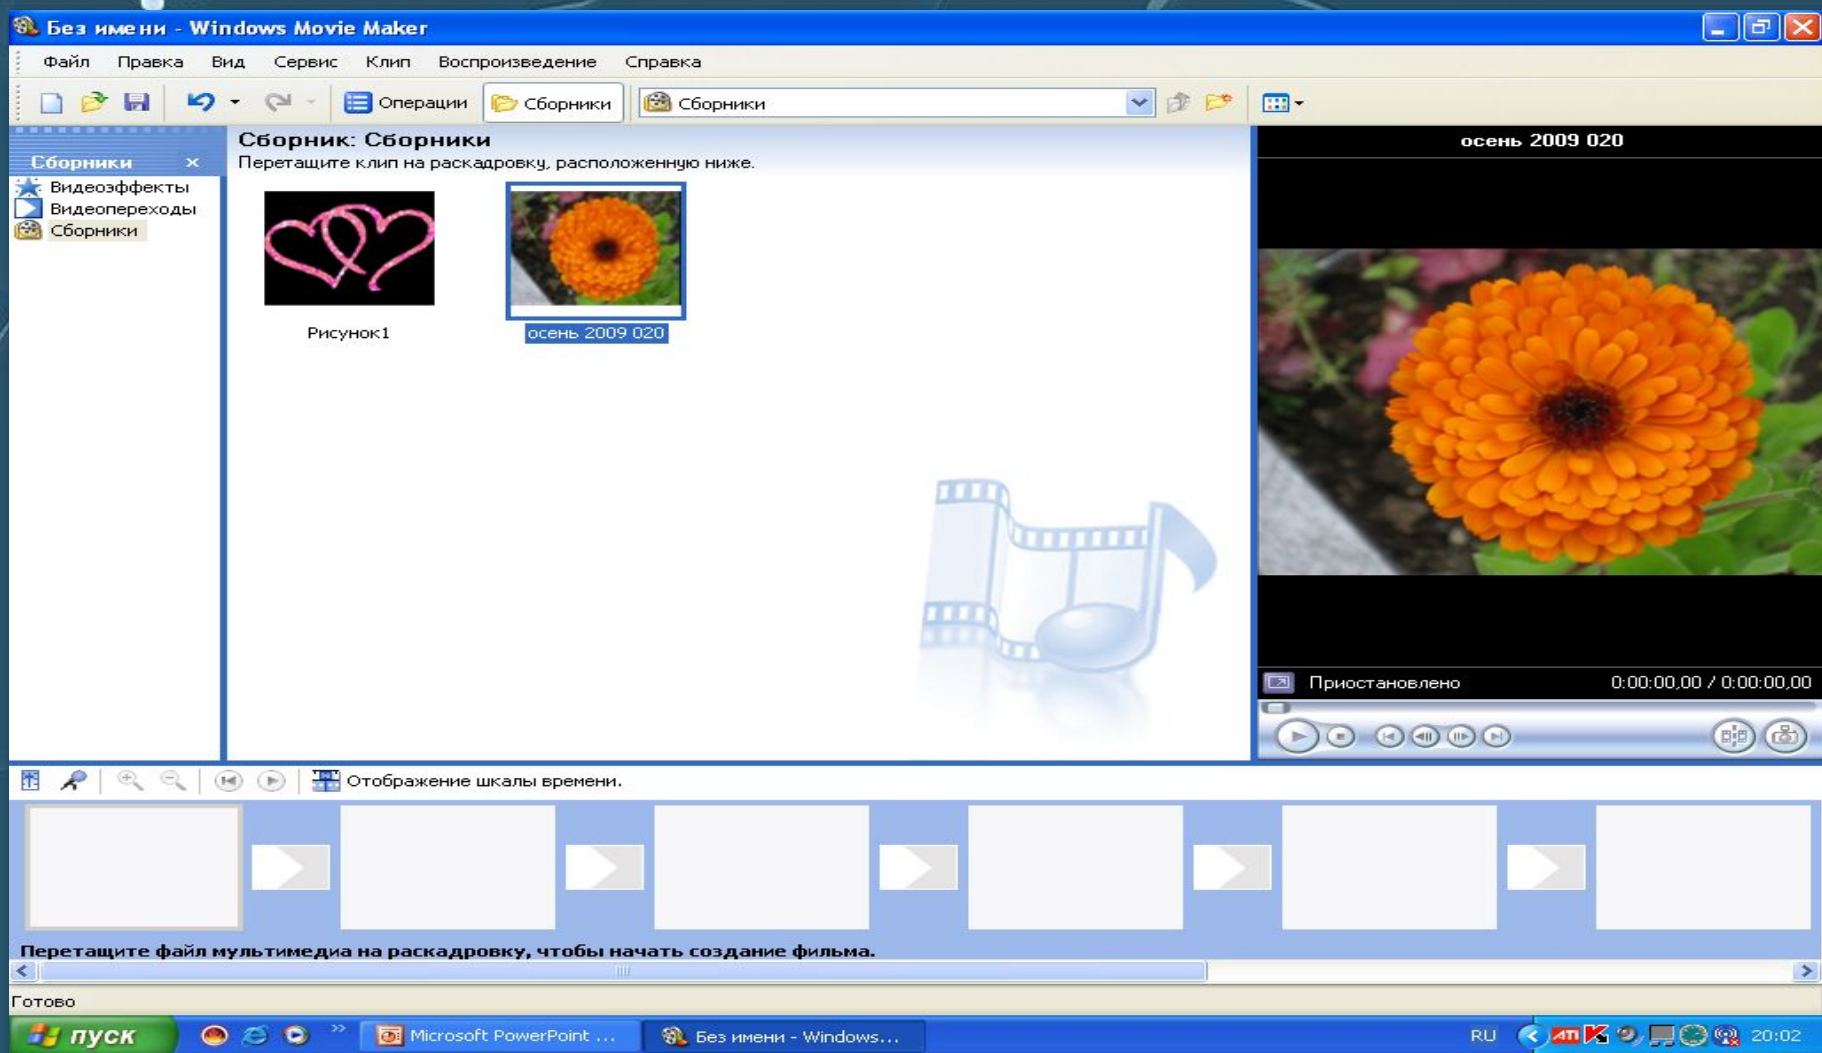 Без имени - Windows Movie Maker
Файл Правка Вид Сервис Клип Воспроизведение Справка
Операции Сборники Сборники
Сборники
Видеоэффекты
Видеопереходы
Сборники
Сборник: Сборники
Перетащите клип на раскадровку, расположенную ниже.
Рисунок1
осень 2009 020
осень 2009 020
Приостановлено 0:00:00,00 / 0:00:00,00
Отображение шкалы времени.
Перетащите файл мультимедиа на раскадровку, чтобы начать создание фильма.
Готово
пуск Microsoft PowerPoint ... Без имени - Windows... RU ATI K 20:02